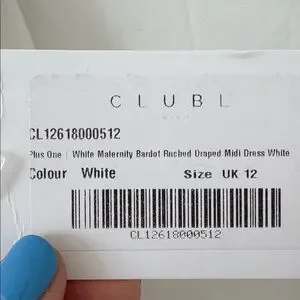 CLUBL
CL12618000512
Plus One | White Maternity Bardot Ruched Draped Midi Dress White
Colour White Size UK 12
CL12618000512